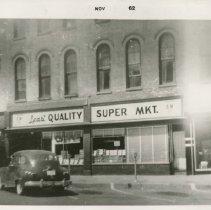 NOV 62
QUALITY SUPER MKT.